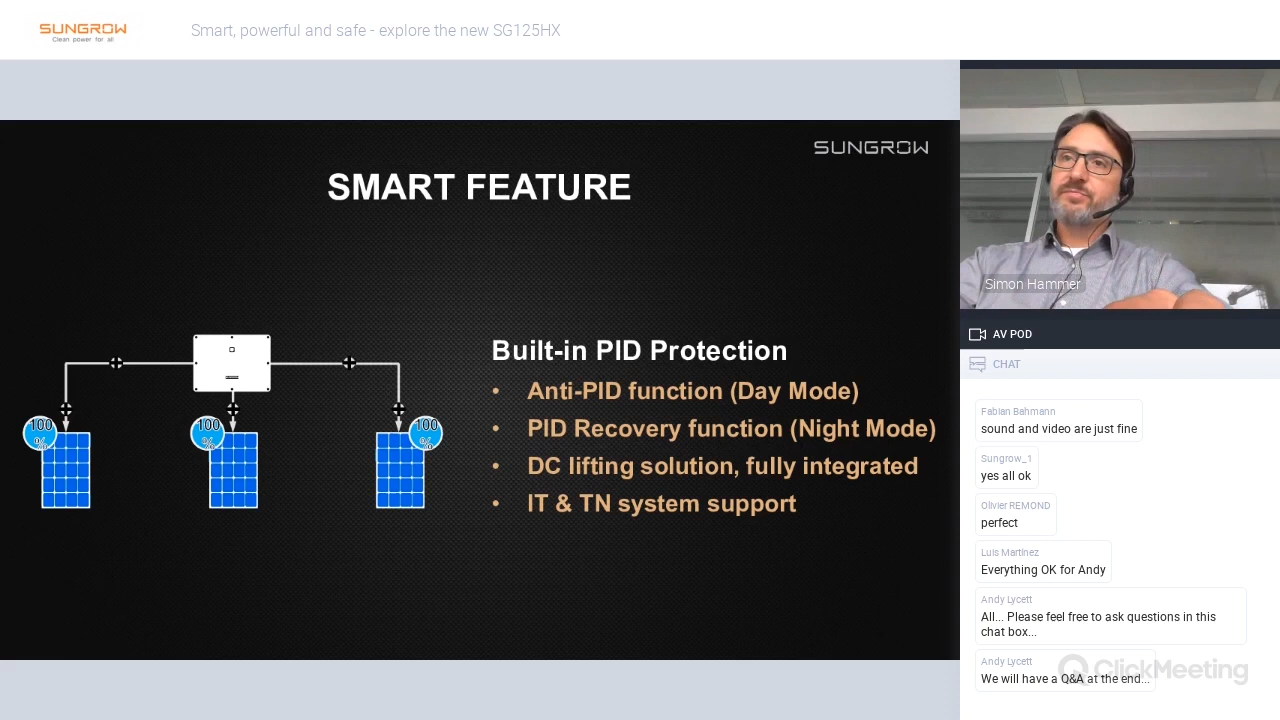 SUNGROW
Clean power for all
Smart, powerful and safe - explore the new SG125HX
SUNGROW
SMART FEATURE
100
%
100
%
100
%
Built-in PID Protection
• Anti-PID function (Day Mode)
• PID Recovery function (Night Mode)
• DC lifting solution, fully integrated
• IT & TN system support
Simon Hammer
AV POD
CHAT
Fabian Bahmann
sound and video are just fine
Sungrow_1
yes all ok
Olivier REMOND
perfect
Luis Martínez
Everything OK for Andy
Andy Lycett
All... Please feel free to ask questions in this
chat box...
Andy Lycett
We will have a Q&A at the end...
ClickMeeting